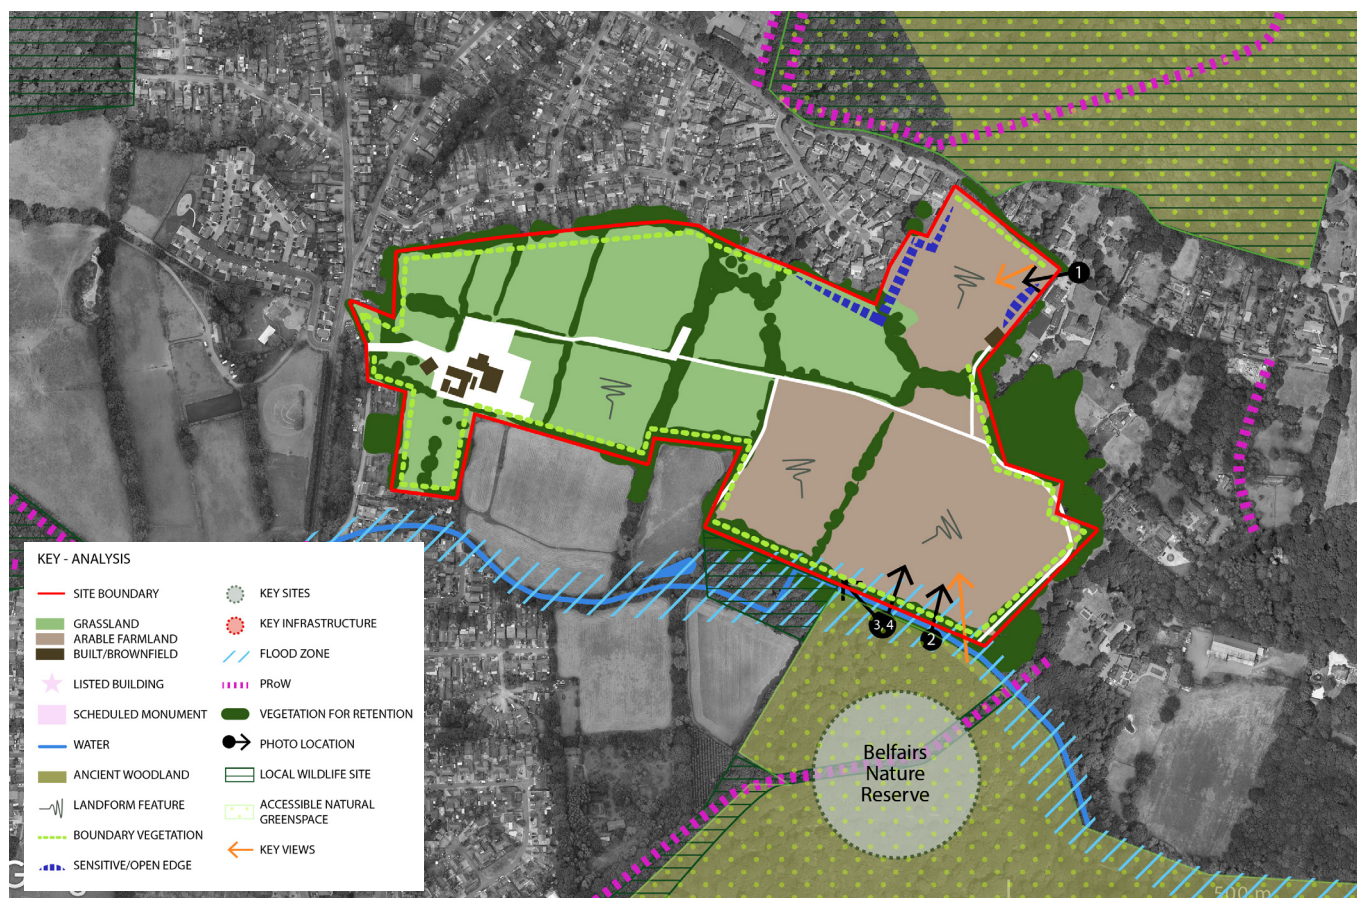 1
3, 4
2
Belfairs
Nature
Reserve
KEY - ANALYSIS
SITE BOUNDARY
GRASSLAND
ARABLE FARMLAND
BUILT/BROWNFIELD
LISTED BUILDING
SCHEDULED MONUMENT
WATER
ANCIENT WOODLAND
LANDFORM FEATURE
BOUNDARY VEGETATION
SENSITIVE/OPEN EDGE
KEY SITES
KEY INFRASTRUCTURE
FLOOD ZONE
PRoW
VEGETATION FOR RETENTION
PHOTO LOCATION
LOCAL WILDLIFE SITE
ACCESSIBLE NATURAL
GREENSPACE
KEY VIEWS
500 m